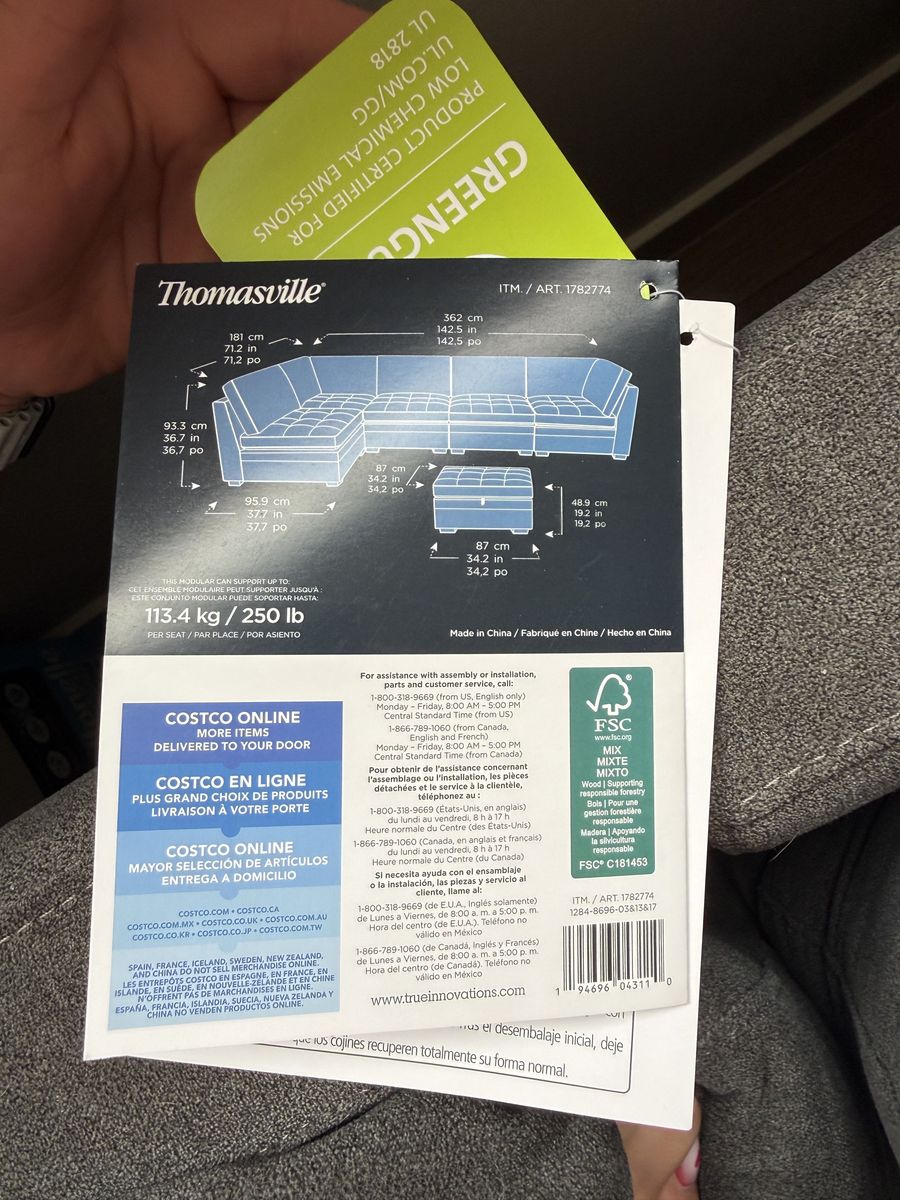 UL 2818
UL.COM/GG
LOW CHEMICAL EMISSIONS
PRODUCT CERTIFIED FOR
Thomasville®
ITM. / ART. 1782774
362 cm
142.5 in
142,5 po
181 cm
71.2 in
71,2 po
93.3 cm
36.7 in
36,7 po
95.9 cm
37.7 in
37,7 po
87 cm
34.2 in
34,2 po
48.9 cm
19.2 in
19,2 po
87 cm
34.2 in
34,2 po
THIS MODULAR CAN SUPPORT UP TO:
CET ENSEMBLE MODULAIRE PEUT SUPPORTER JUSQU'À :
ESTE CONJUNTO MODULAR PUEDE SOPORTAR HASTA:
113.4 kg / 250 lb
PER SEAT / PAR PLACE / POR ASIENTO
Made in China / Fabriqué en Chine / Hecho en China
COSTCO ONLINE
MORE ITEMS
DELIVERED TO YOUR DOOR
COSTCO EN LIGNE
PLUS GRAND CHOIX DE PRODUITS
LIVRAISON À VOTRE PORTE
COSTCO ONLINE
MAYOR SELECCIÓN DE ARTÍCULOS
ENTREGA A DOMICILIO
COSTCO.COM • COSTCO.CA
COSTCO.COM.MX • COSTCO.CO.UK • COSTCO.COM.AU
COSTCO.CO.KR • COSTCO.CO.JP • COSTCO.COM.TW
SPAIN, FRANCE, ICELAND, SWEDEN, NEW ZEALAND,
AND CHINA DO NOT SELL MERCHANDISE ONLINE.
LES ENTREPÔTS COSTCO EN ESPAGNE, EN FRANCE, EN
ISLANDE, EN SUÈDE, EN NOUVELLE-ZÉLANDE ET EN CHINE
N'OFFRENT PAS DE MARCHANDISES EN LIGNE.
ESPAÑA, FRANCIA, ISLANDIA, SUECIA, NUEVA ZELANDA Y
CHINA NO VENDEN PRODUCTOS ONLINE.
For assistance with assembly or installation,
parts and customer service, call:
1-800-318-9669 (from US, English only)
Monday – Friday, 8:00 AM – 5:00 PM
Central Standard Time (from US)
1-866-789-1060 (from Canada,
English and French)
Monday – Friday, 8:00 AM – 5:00 PM
Central Standard Time (from Canada)
Pour obtenir de l'assistance concernant
l'assemblage ou l'installation, les pièces
détachées et le service à la clientèle,
téléphonez au :
1-800-318-9669 (États-Unis, en anglais)
du lundi au vendredi, 8 h à 17 h
Heure normale du Centre (des États-Unis)
1-866-789-1060 (Canada, en anglais et français)
du lundi au vendredi, 8 h à 17 h
Heure normale du Centre (du Canada)
Si necesita ayuda con el ensamblaje
o la instalación, las piezas y servicio al
cliente, llame al:
1-800-318-9669 (de E.U.A., Inglés solamente)
de Lunes a Viernes, de 8:00 a. m. a 5:00 p. m.
Hora del centro (de E.U.A.). Teléfono no
válido en México
1-866-789-1060 (de Canadá, Inglés y Francés)
de Lunes a Viernes, de 8:00 a. m. a 5:00 p. m.
Hora del centro (de Canadá). Teléfono no
válido en México
www.trueinnovations.com
FSC
www.fsc.org
MIX
MIXTE
MIXTO
Wood | Supporting
responsible forestry
Bois | Pour une
gestion forestière
responsable
Madera | Apoyando
la silvicultura
responsable
FSC® C181453
ITM. / ART. 1782774
1284-8696-03&13&17
1 94696 04311 0
el desembalaje inicial, deje
que los cojines recuperen totalmente su forma normal.